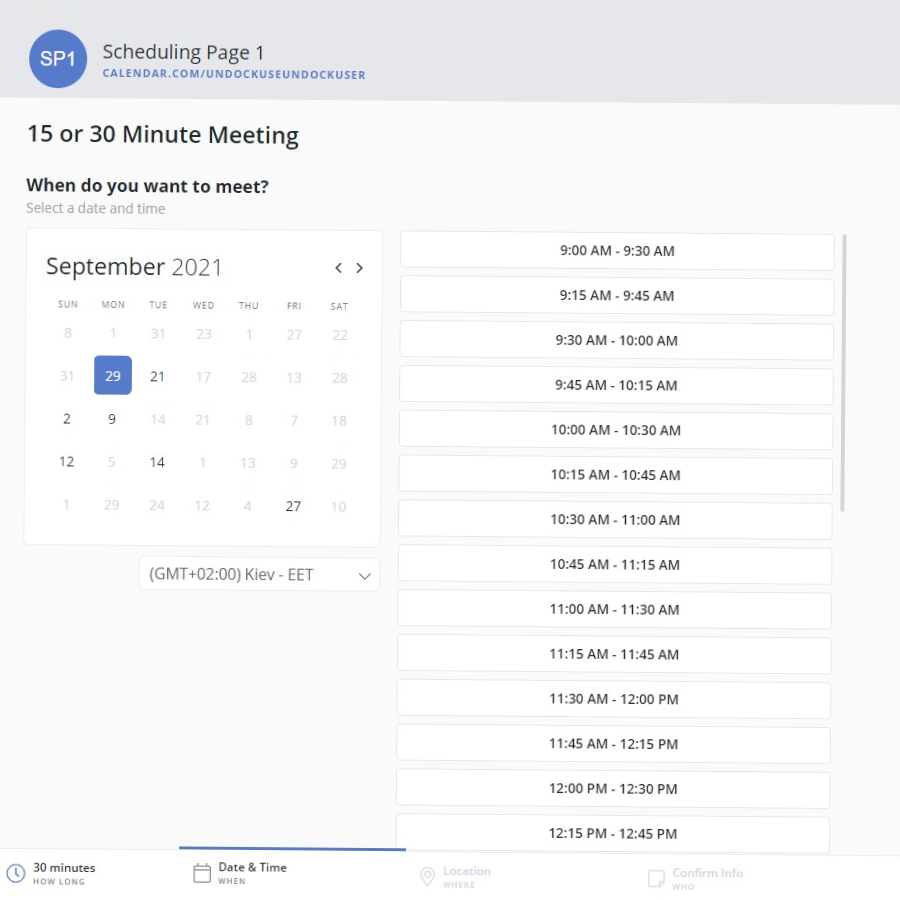 SP1
Scheduling Page 1
CALENDAR.COM/UNDOCKUSEUNDOCKUSER
15 or 30 Minute Meeting
When do you want to meet?
Select a date and time
September 2021
SUN MON TUE WED THU FRI SAT
8 1 31 23 1 27 22
31 29 21 17 28 13 28
2 9 14 21 8 7 18
12 5 14 1 13 9 29
1 29 24 12 4 27 10
(GMT+02:00) Kiev - EET
9:00 AM - 9:30 AM
9:15 AM - 9:45 AM
9:30 AM - 10:00 AM
9:45 AM - 10:15 AM
10:00 AM - 10:30 AM
10:15 AM - 10:45 AM
10:30 AM - 11:00 AM
10:45 AM - 11:15 AM
11:00 AM - 11:30 AM
11:15 AM - 11:45 AM
11:30 AM - 12:00 PM
11:45 AM - 12:15 PM
12:00 PM - 12:30 PM
12:15 PM - 12:45 PM
30 minutes
HOW LONG
Date & Time
WHEN
Location
WHERE
Confirm Info
WHO